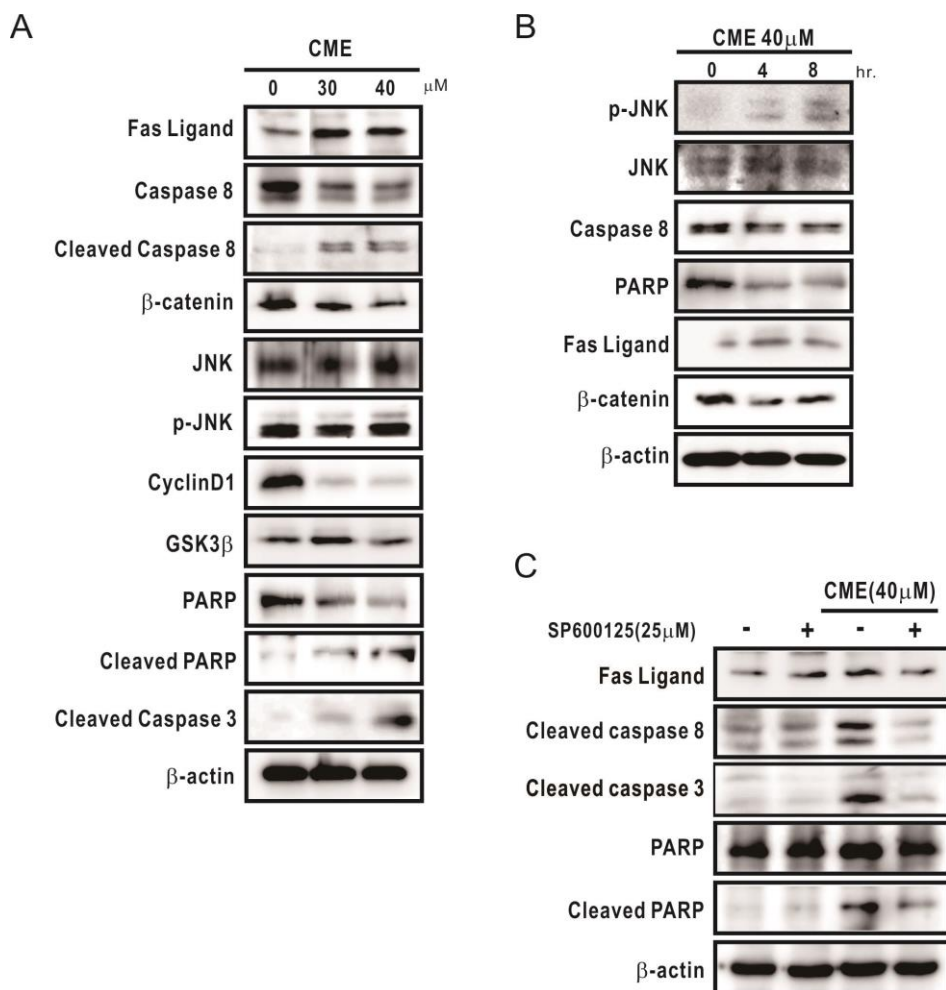 A
CME
0 30 40 μM
Fas Ligand
Caspase 8
Cleaved Caspase 8
β-catenin
JNK
p-JNK
CyclinD1
GSK3β
PARP
Cleaved PARP
Cleaved Caspase 3
β-actin
B
CME 40μM
0 4 8 hr.
p-JNK
JNK
Caspase 8
PARP
Fas Ligand
β-catenin
β-actin
C
CME(40μM)
SP600125(25μM) - + - +
Fas Ligand
Cleaved caspase 8
Cleaved caspase 3
PARP
Cleaved PARP
β-actin